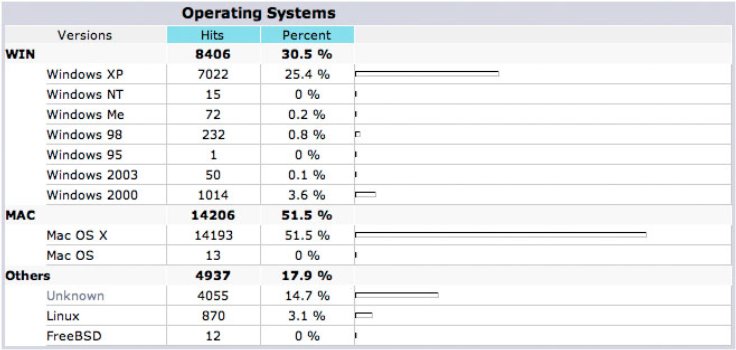 Operating Systems
Versions Hits Percent
WIN 8406 30.5 %
Windows XP 7022 25.4 %
Windows NT 15 0 %
Windows Me 72 0.2 %
Windows 98 232 0.8 %
Windows 95 1 0 %
Windows 2003 50 0.1 %
Windows 2000 1014 3.6 %
MAC 14206 51.5 %
Mac OS X 14193 51.5 %
Mac OS 13 0 %
Others 4937 17.9 %
Unknown 4055 14.7 %
Linux 870 3.1 %
FreeBSD 12 0 %